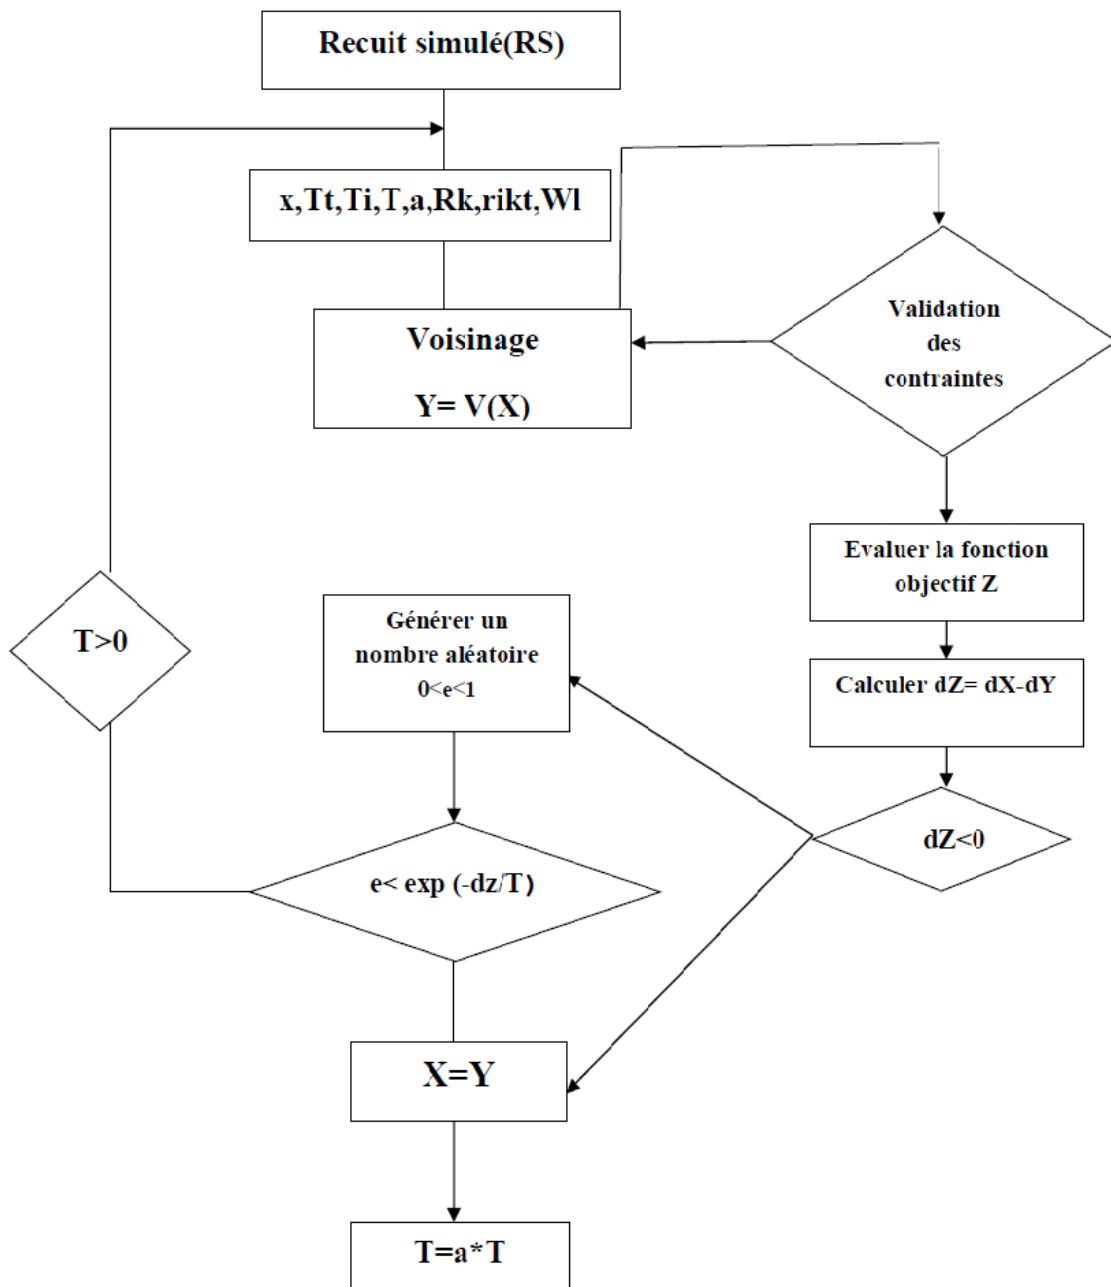 Recuit simulé(RS)
x,Tt,Ti,T,a,Rk,rikt,Wl
Voisinage
Y= V(X)
Validation
des
contraintes
Evaluer la fonction
objectif Z
Calculer dZ= dX-dY
dZ<0
Générer un
nombre aléatoire
0<e<1
e< exp (-dz/T)
T>0
X=Y
T=a*T